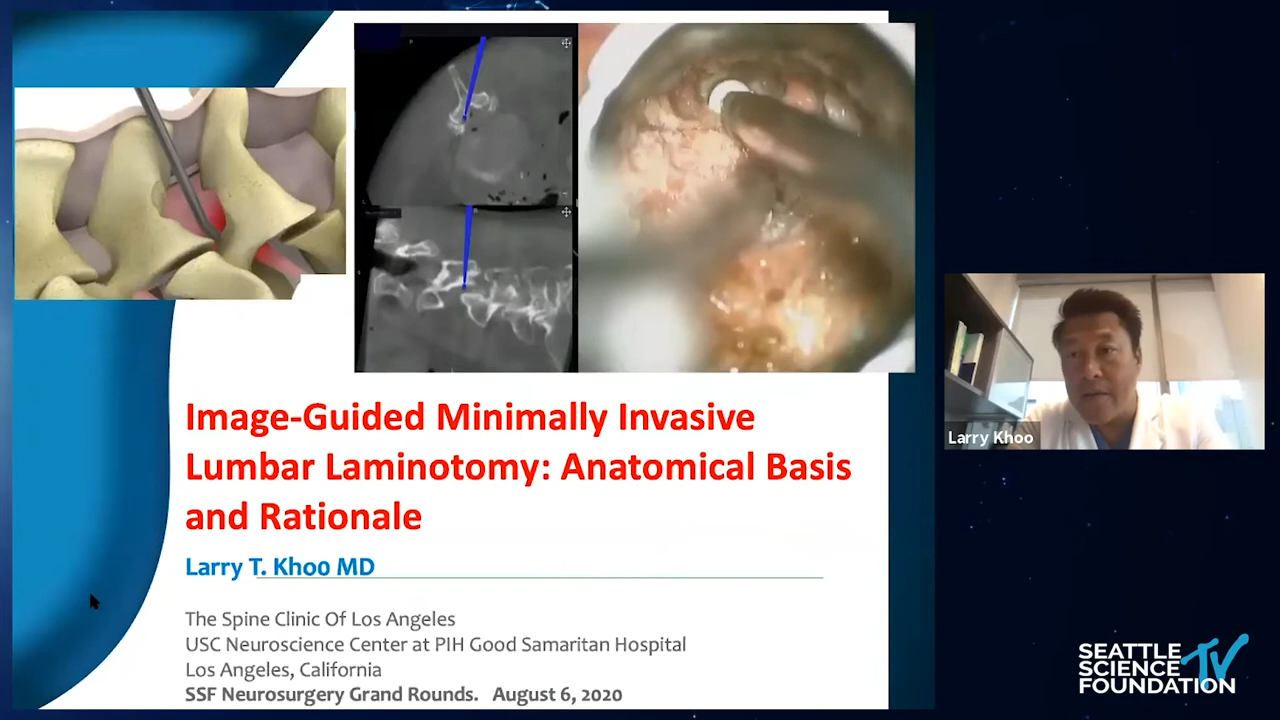 Image-Guided Minimally Invasive
Lumbar Laminotomy: Anatomical Basis
and Rationale
Larry T. Khoo MD
The Spine Clinic Of Los Angeles
USC Neuroscience Center at PIH Good Samaritan Hospital
Los Angeles, California
SSF Neurosurgery Grand Rounds. August 6, 2020
Larry Khoo
SEATTLE
SCIENCE
FOUNDATION
TV